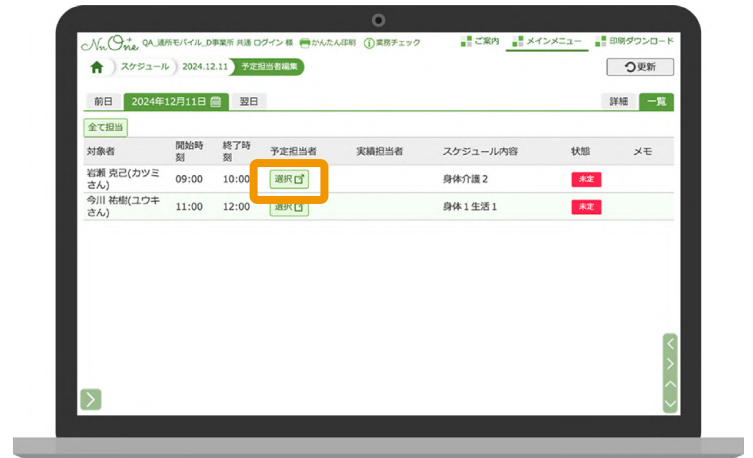 NnOne QA_通所モバイル_D事業所 共通 ログイン 様 かんたん印刷 業務チェック ご案内 メインメニュー 印刷ダウンロード
スケジュール 2024.12.11 予定担当者編集 更新
前日 2024年12月11日 翌日 詳細 一覧
全て担当
対象者 開始時刻 終了時刻 予定担当者 実績担当者 スケジュール内容 状態 メモ
岩瀬 克己(カツミさん) 09:00 10:00 選択 身体介護2 未定
今川 祐樹(ユウキさん) 11:00 12:00 選択 身体1生活1 未定